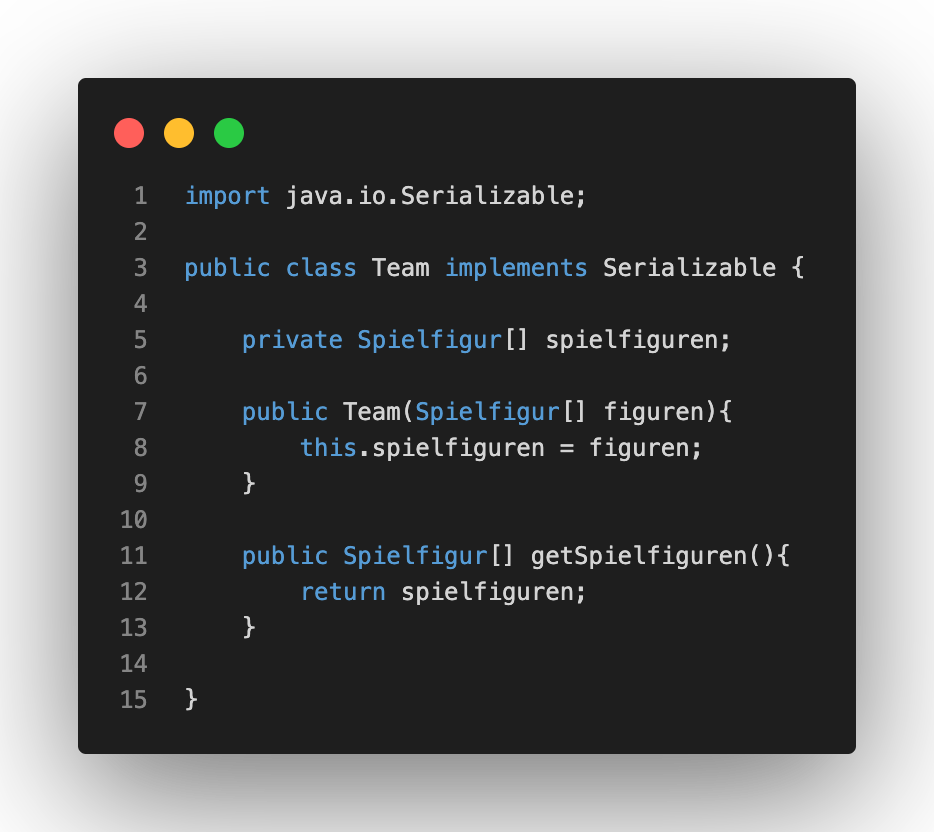 1 import java.io.Serializable;
2
3 public class Team implements Serializable {
4
5     private Spielfigur[] spielfiguren;
6
7     public Team(Spielfigur[] figuren){
8         this.spielfiguren = figuren;
9     }
10
11     public Spielfigur[] getSpielfiguren(){
12         return spielfiguren;
13     }
14
15 }